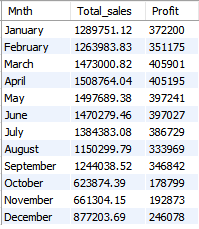 Mnth Total_sales Profit
January 1289751.12 372200
February 1263983.83 351175
March 1473000.82 405901
April 1508764.04 405195
May 1497689.38 397241
June 1470279.46 397027
July 1384383.08 386729
August 1150299.79 333969
September 1244038.52 346842
October 623874.39 178799
November 661304.15 192873
December 877203.69 246078